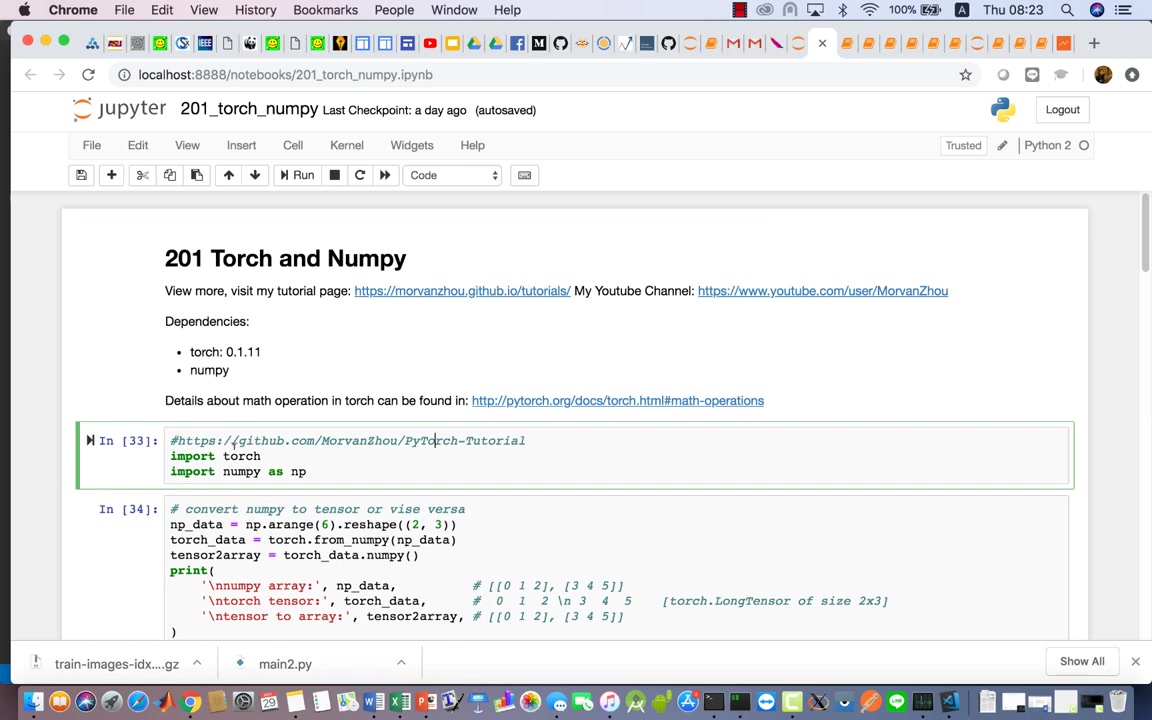 Chrome File Edit View History Bookmarks People Window Help 100% A Thu 08:23
localhost:8888/notebooks/201_torch_numpy.ipynb
jupyter 201_torch_numpy Last Checkpoint: a day ago (autosaved) Logout
File Edit View Insert Cell Kernel Widgets Help Trusted Python 2
Run Code
201 Torch and Numpy
View more, visit my tutorial page: https://morvanzhou.github.io/tutorials/ My Youtube Channel: https://www.youtube.com/user/MorvanZhou
Dependencies:
• torch: 0.1.11
• numpy
Details about math operation in torch can be found in: http://pytorch.org/docs/torch.html#math-operations
In [33]: #https://github.com/MorvanZhou/PyTorch-Tutorial
import torch
import numpy as np
In [34]: # convert numpy to tensor or vise versa
np_data = np.arange(6).reshape((2, 3))
torch_data = torch.from_numpy(np_data)
tensor2array = torch_data.numpy()
print(
'\nnumpy array:', np_data, # [[0 1 2], [3 4 5]]
'\ntorch tensor:', torch_data, # 0 1 2 \n 3 4 5 [torch.LongTensor of size 2x3]
'\ntensor to array:', tensor2array, # [[0 1 2], [3 4 5]]
)
train-images-idx....gz main2.py Show All